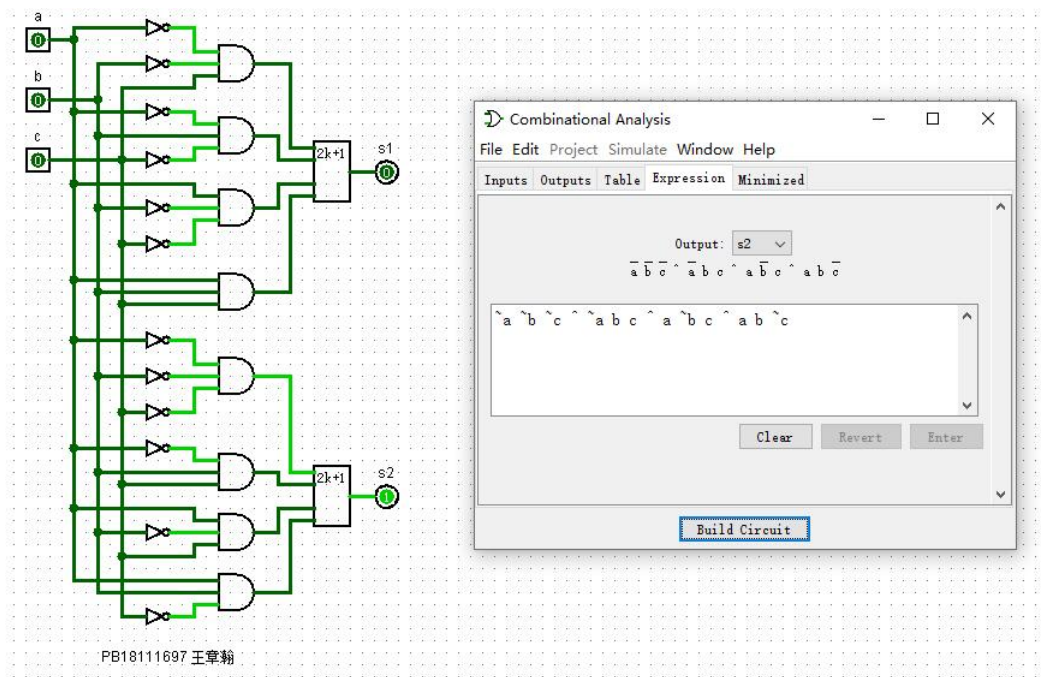 a
0
b
0
c
0
2k+1
s1
0
2k+1
s2
1
PB18111697 王章翰
Combinational Analysis
File Edit Project Simulate Window Help
Inputs Outputs Table Expression Minimized
Output: s2
a̅ b̅ c̅ ^ a̅ b c ^ a b̅ c ^ a b c̅
~a ~b ~c ^ ~a b c ^ a ~b c ^ a b ~c
Clear Revert Enter
Build Circuit